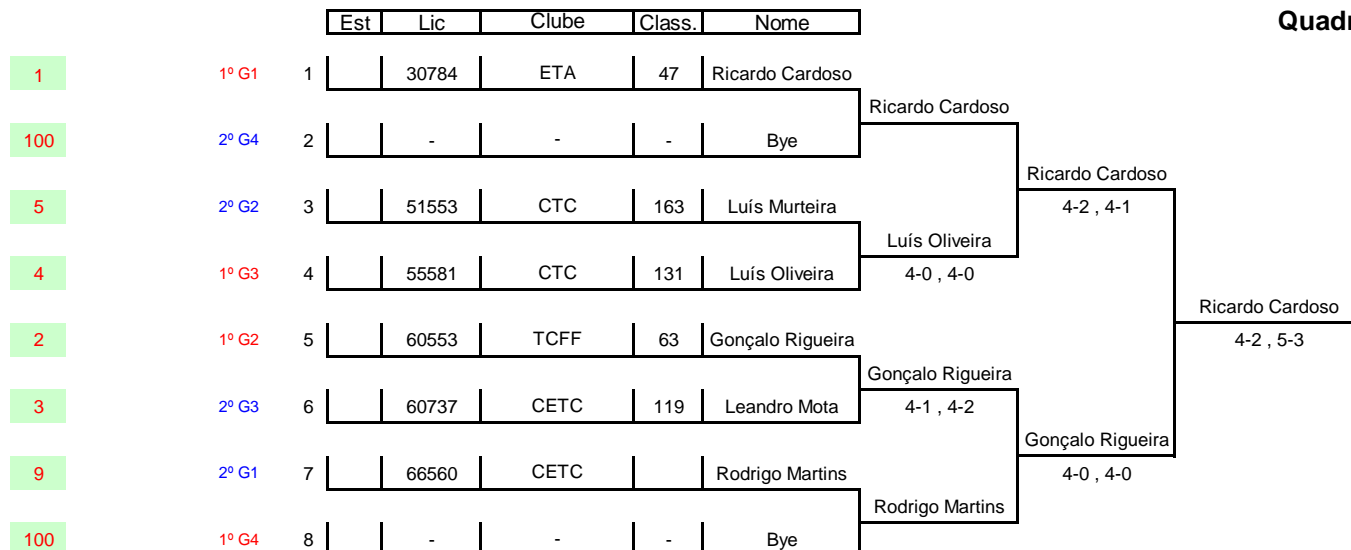 Est Lic Clube Class. Nome Quadr
1 1º G1 1 30784 ETA 47 Ricardo Cardoso
Ricardo Cardoso
100 2º G4 2 - - - Bye
Ricardo Cardoso
5 2º G2 3 51553 CTC 163 Luís Murteira 4-2 , 4-1
Luís Oliveira
4 1º G3 4 55581 CTC 131 Luís Oliveira 4-0 , 4-0
Ricardo Cardoso
2 1º G2 5 60553 TCFF 63 Gonçalo Rigueira 4-2 , 5-3
Gonçalo Rigueira
3 2º G3 6 60737 CETC 119 Leandro Mota 4-1 , 4-2
Gonçalo Rigueira
9 2º G1 7 66560 CETC Rodrigo Martins 4-0 , 4-0
Rodrigo Martins
100 1º G4 8 - - - Bye